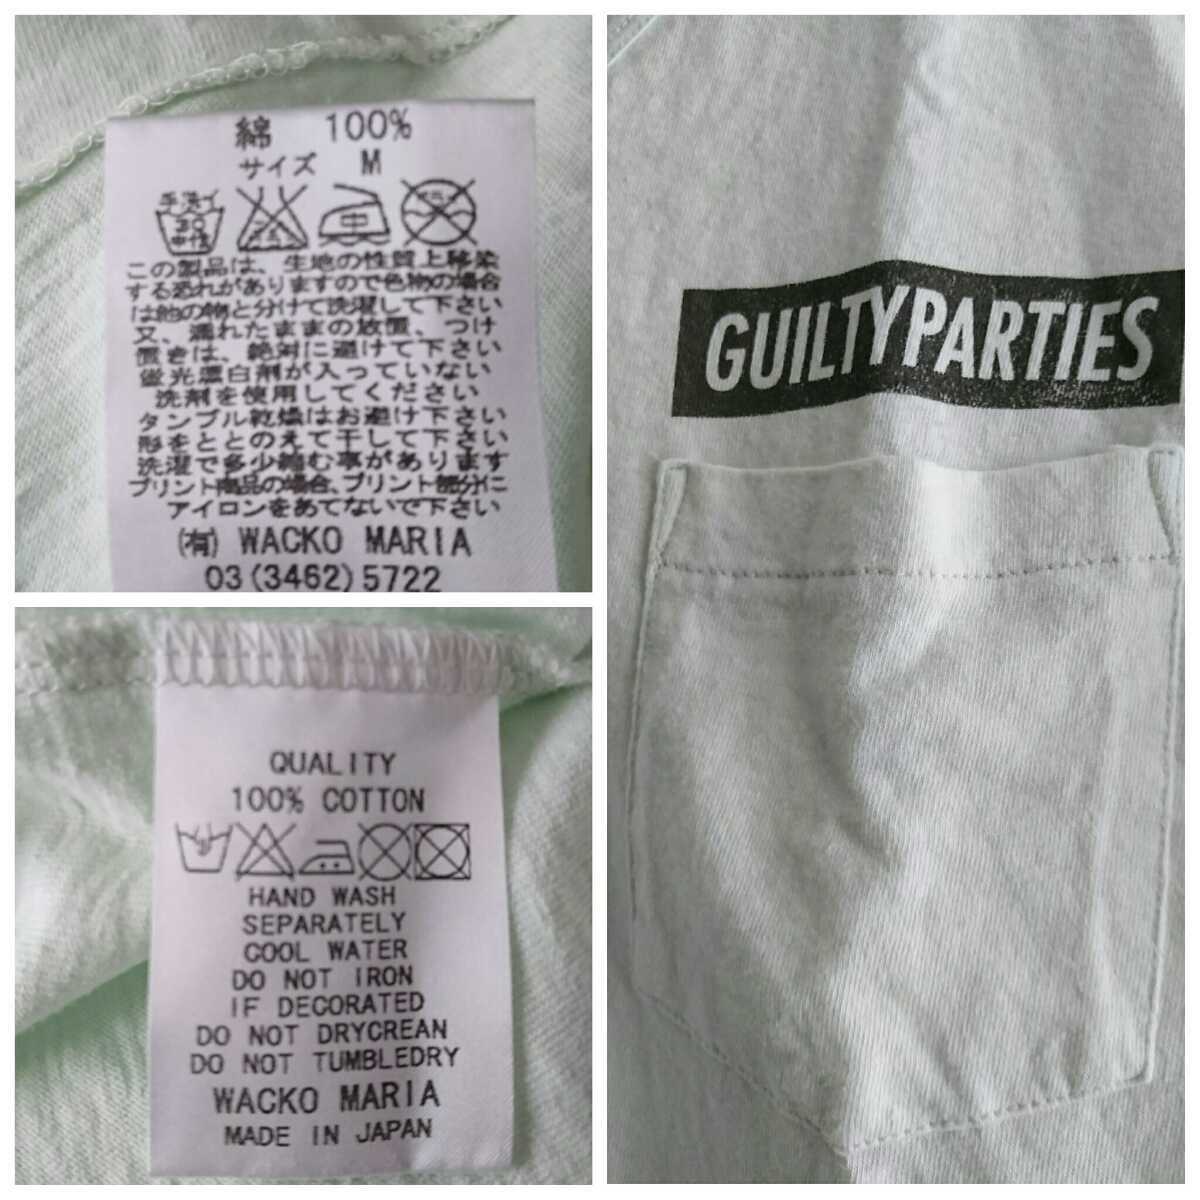 綿 100%
サイズ M
手洗イ
30
中性
中
この製品は、生地の性質上移染
する恐れがありますので色物の場合
は他の物と分けて洗濯して下さい
又、濡れたままの放置、つけ
置きは、絶対に避けて下さい
蛍光漂白剤が入っていない
洗剤を使用してください
タンブル乾燥はお避け下さい
形をととのえて干して下さい
洗濯で多少縮む事があります
プリント商品の場合、プリント部分に
アイロンをあてないで下さい
(有) WACKO MARIA
03(3462)5722
QUALITY
100% COTTON
HAND WASH
SEPARATELY
COOL WATER
DO NOT IRON
IF DECORATED
DO NOT DRYCREAN
DO NOT TUMBLEDRY
WACKO MARIA
MADE IN JAPAN
GUILTYPARTIES